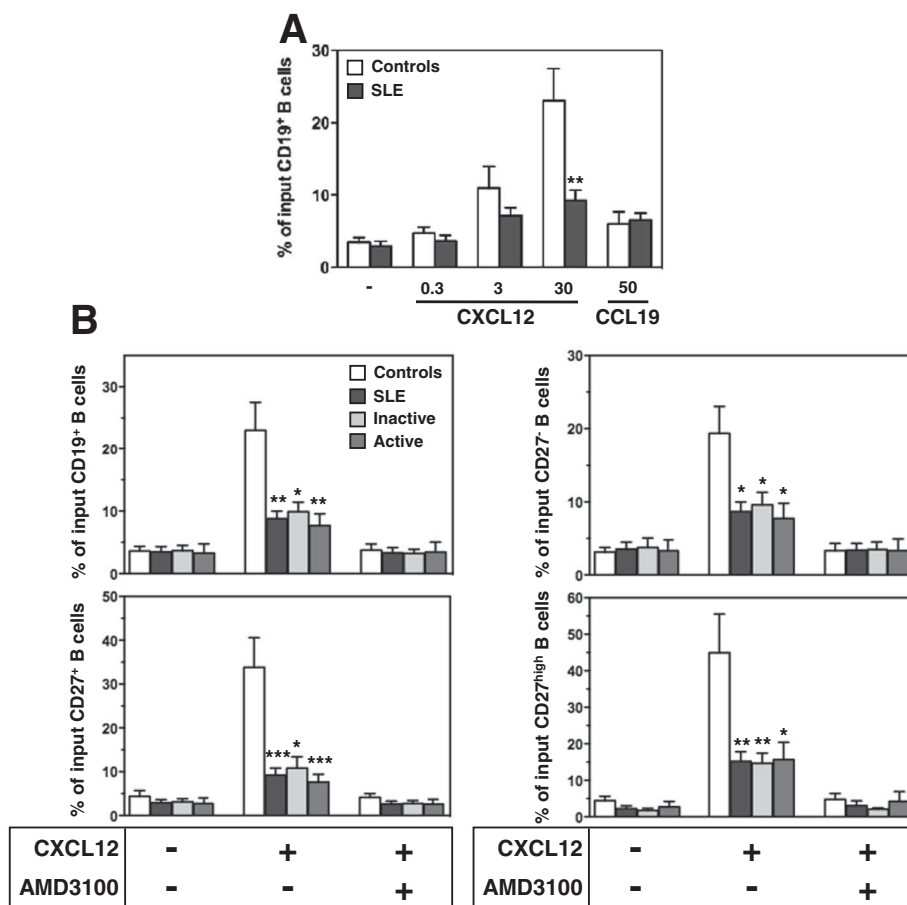 A
% of input CD19+ B cells
30
20
10
0
Controls
SLE
**
- 0.3 3 30 50
CXCL12 CCL19
B
% of input CD19+ B cells
30
20
10
0
Controls
SLE
Inactive
Active
** * **
% of input CD27- B cells
30
20
10
0
* * *
% of input CD27+ B cells
50
40
30
20
10
0
*** * ***
% of input CD27high B cells
60
50
40
30
20
10
0
** ** *
CXCL12 - + +
AMD3100 - - +
CXCL12 - + +
AMD3100 - - +